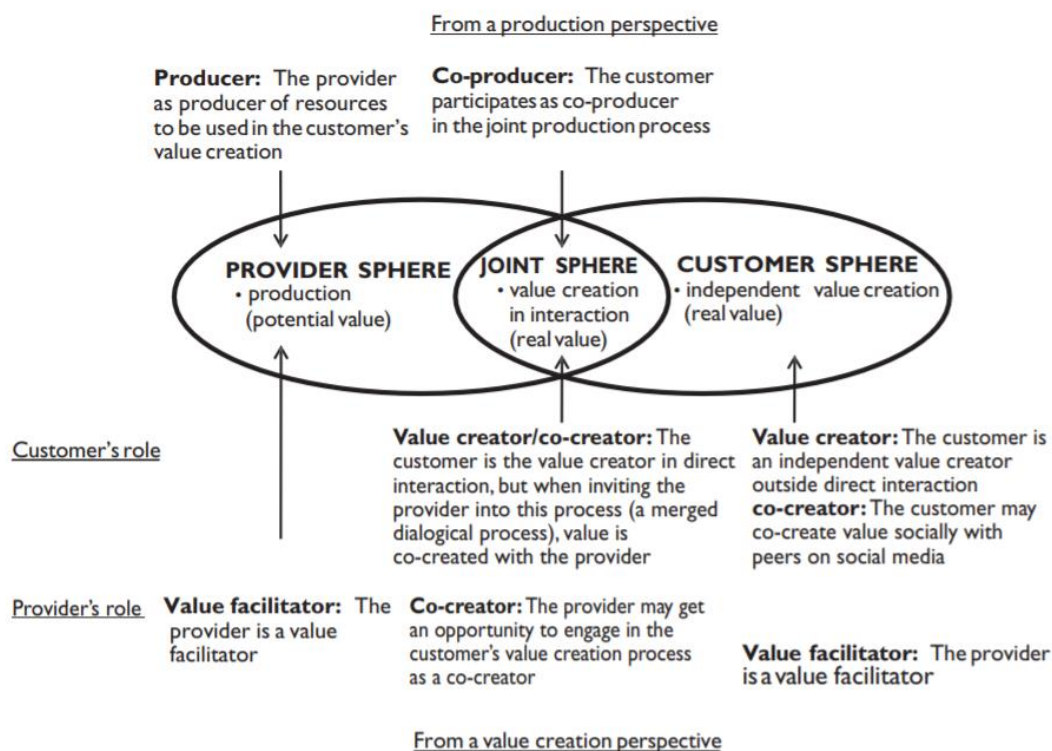 From a production perspective
Producer: The provider
as producer of resources
to be used in the customer's
value creation
Co-producer: The customer
participates as co-producer
in the joint production process
PROVIDER SPHERE
• production
(potential value)
JOINT SPHERE
• value creation
in interaction
(real value)
CUSTOMER SPHERE
• independent value creation
(real value)
Customer's role
Value creator/co-creator: The
customer is the value creator in direct
interaction, but when inviting the
provider into this process (a merged
dialogical process), value is
co-created with the provider
Value creator: The customer is
an independent value creator
outside direct interaction
co-creator: The customer may
co-create value socially with
peers on social media
Provider's role
Value facilitator: The
provider is a value
facilitator
Co-creator: The provider may get
an opportunity to engage in the
customer's value creation process
as a co-creator
Value facilitator: The provider
is a value facilitator
From a value creation perspective